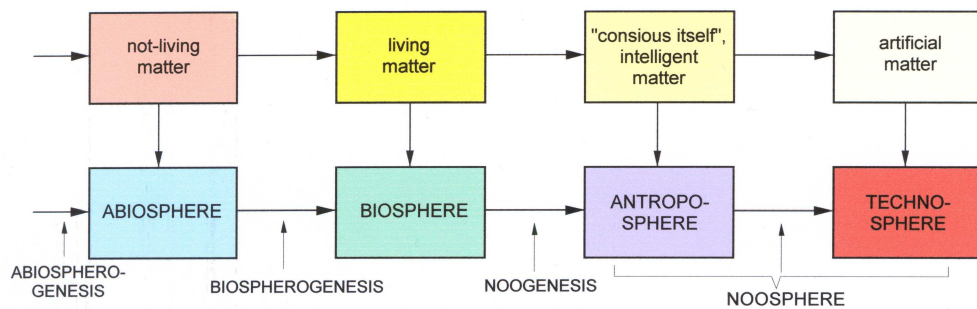 not-living
matter
living
matter
"consious itself",
intelligent
matter
artificial
matter
ABIOSPHERE
BIOSPHERE
ANTROPO-
SPHERE
TECHNO-
SPHERE
ABIOSPHERO-
GENESIS
BIOSPHEROGENESIS
NOOGENESIS
NOOSPHERE